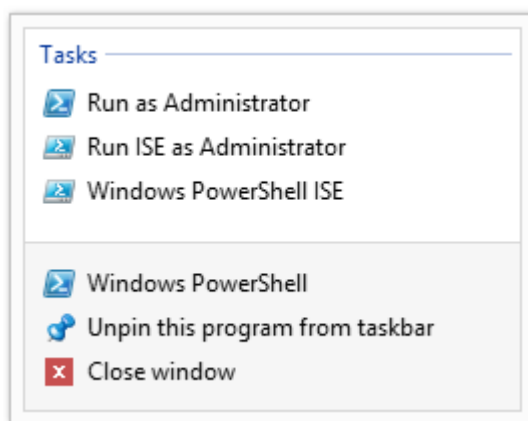 Tasks
Run as Administrator
Run ISE as Administrator
Windows PowerShell ISE
Windows PowerShell
Unpin this program from taskbar
Close window